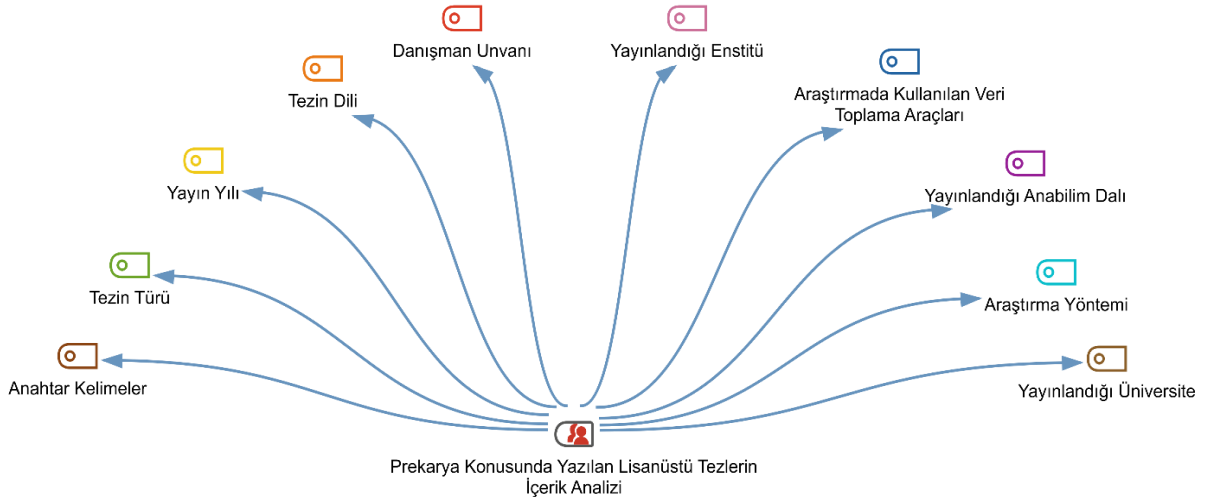 Danışman Unvanı
Yayınlandığı Enstitü
Tezin Dili
Araştırmada Kullanılan Veri
Toplama Araçları
Yayın Yılı
Yayınlandığı Anabilim Dalı
Tezin Türü
Araştırma Yöntemi
Anahtar Kelimeler
Yayınlandığı Üniversite
Prekarya Konusunda Yazılan Lisanüstü Tezlerin
İçerik Analizi